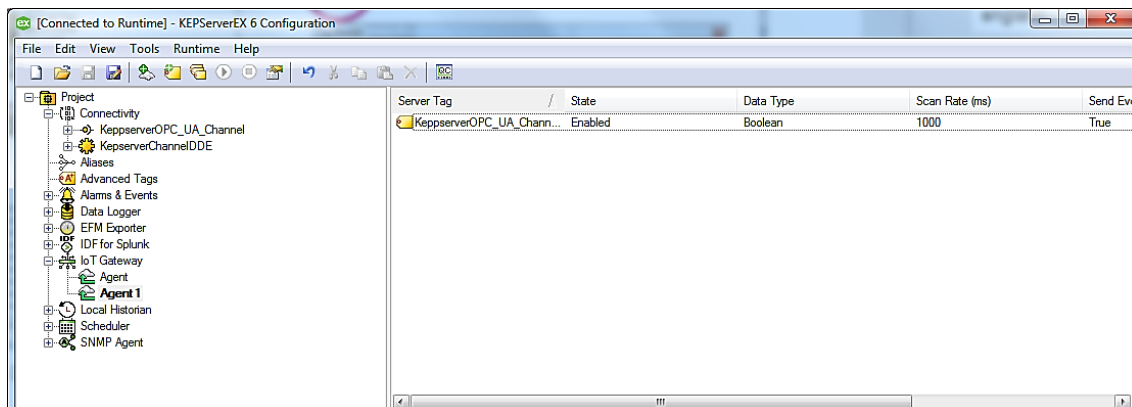 [Connected to Runtime] - KEPServerEX 6 Configuration
File Edit View Tools Runtime Help
Project
Connectivity
KeppserverOPC_UA_Channel
KepserverChannelDDE
Aliases
Advanced Tags
Alarms & Events
Data Logger
EFM Exporter
IDF for Splunk
IoT Gateway
Agent
Agent 1
Local Historian
Scheduler
SNMP Agent
Server Tag State Data Type Scan Rate (ms) Send Eve
KeppserverOPC_UA_Chann... Enabled Boolean 1000 True